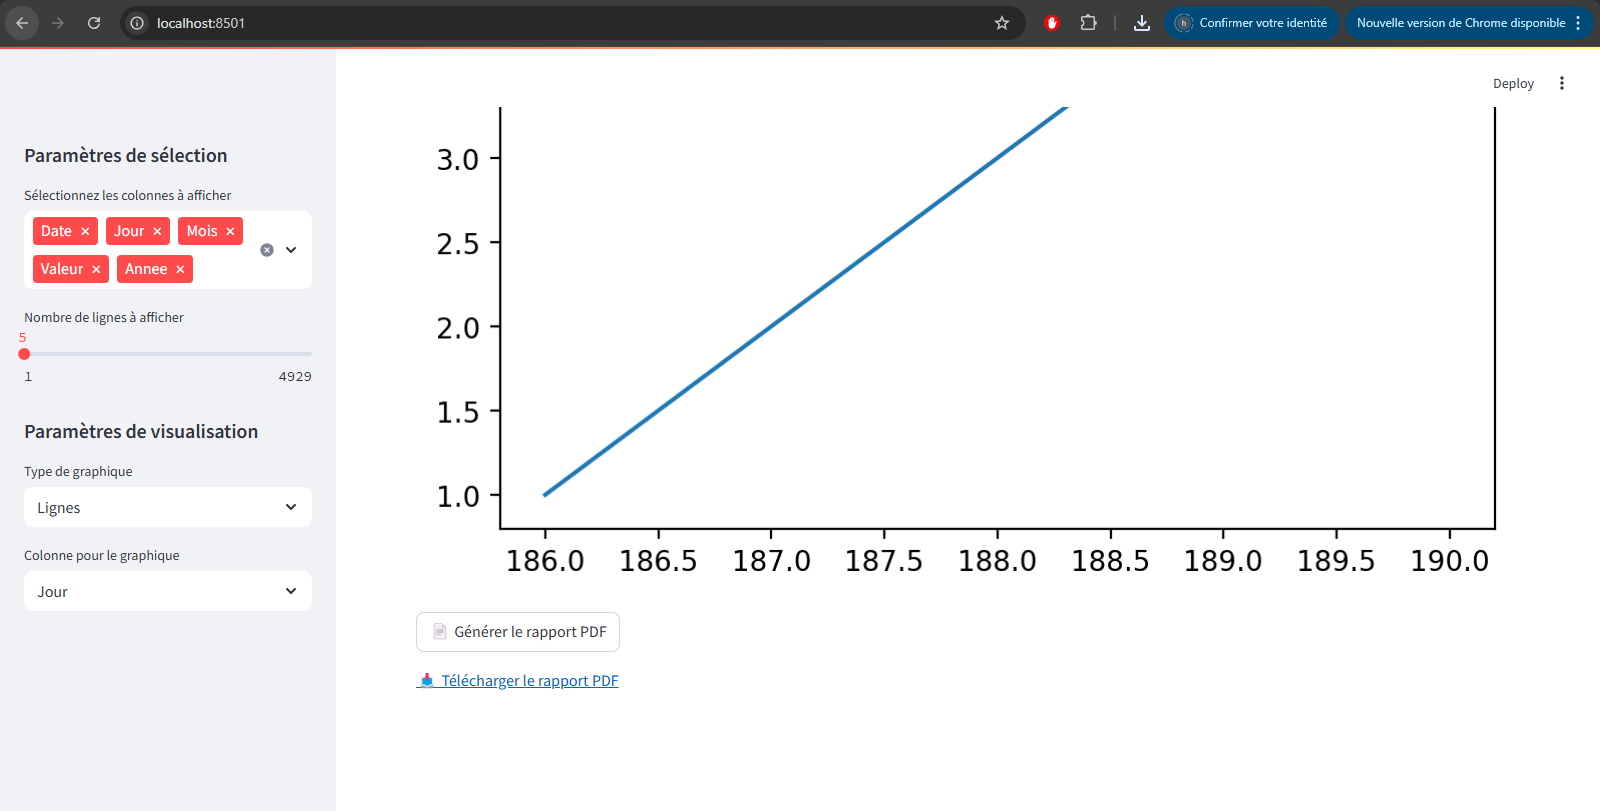 localhost:8501
Confirmer votre identité
Nouvelle version de Chrome disponible
Deploy
Paramètres de sélection
Sélectionnez les colonnes à afficher
Date × Jour × Mois ×
Valeur × Annee ×
Nombre de lignes à afficher
5
1 4929
Paramètres de visualisation
Type de graphique
Lignes
Colonne pour le graphique
Jour
3.0
2.5
2.0
1.5
1.0
186.0 186.5 187.0 187.5 188.0 188.5 189.0 189.5 190.0
Générer le rapport PDF
Télécharger le rapport PDF